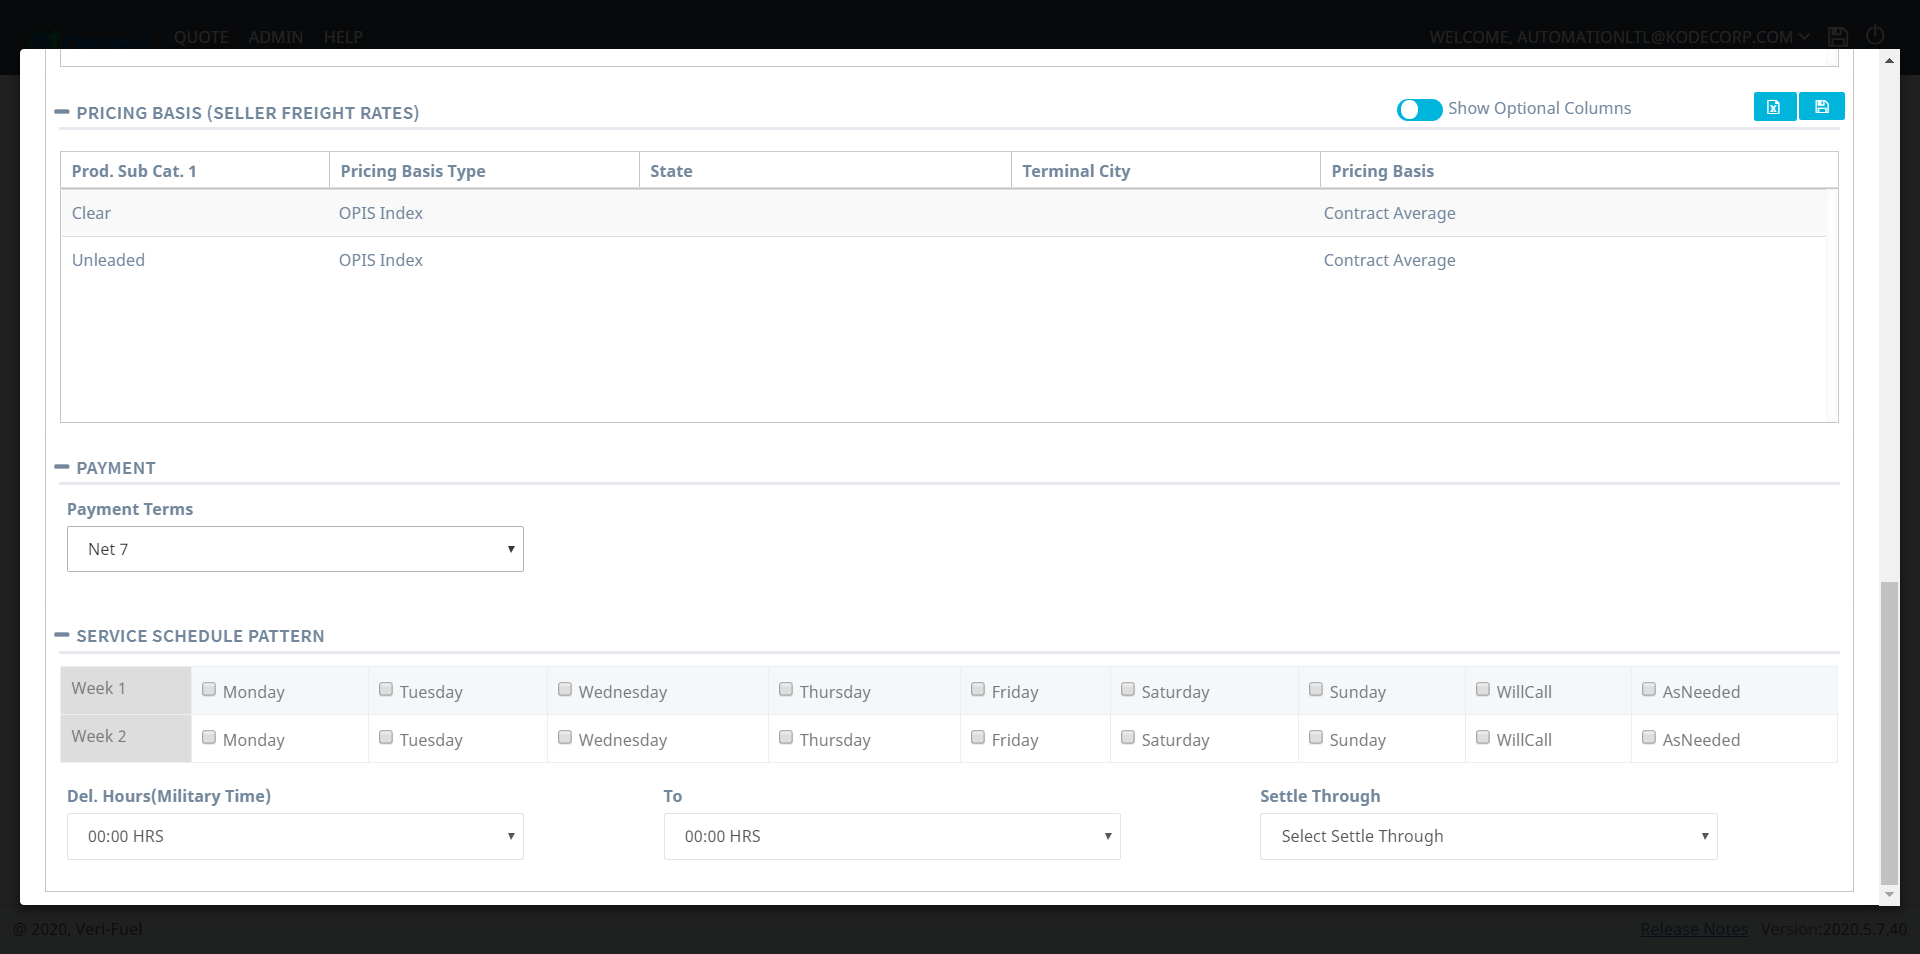 QUOTE ADMIN HELP WELCOME, AUTOMATIONLTL@KODECORP.COM
PRICING BASIS (SELLER FREIGHT RATES) Show Optional Columns
Prod. Sub Cat. 1 Pricing Basis Type State Terminal City Pricing Basis
Clear OPIS Index Contract Average
Unleaded OPIS Index Contract Average
PAYMENT
Payment Terms
Net 7
SERVICE SCHEDULE PATTERN
Week 1 Monday Tuesday Wednesday Thursday Friday Saturday Sunday WillCall AsNeeded
Week 2 Monday Tuesday Wednesday Thursday Friday Saturday Sunday WillCall AsNeeded
Del. Hours(Military Time) To Settle Through
00:00 HRS 00:00 HRS Select Settle Through
@ 2020, Veri-Fuel Release Notes Version:2020.5.7.40